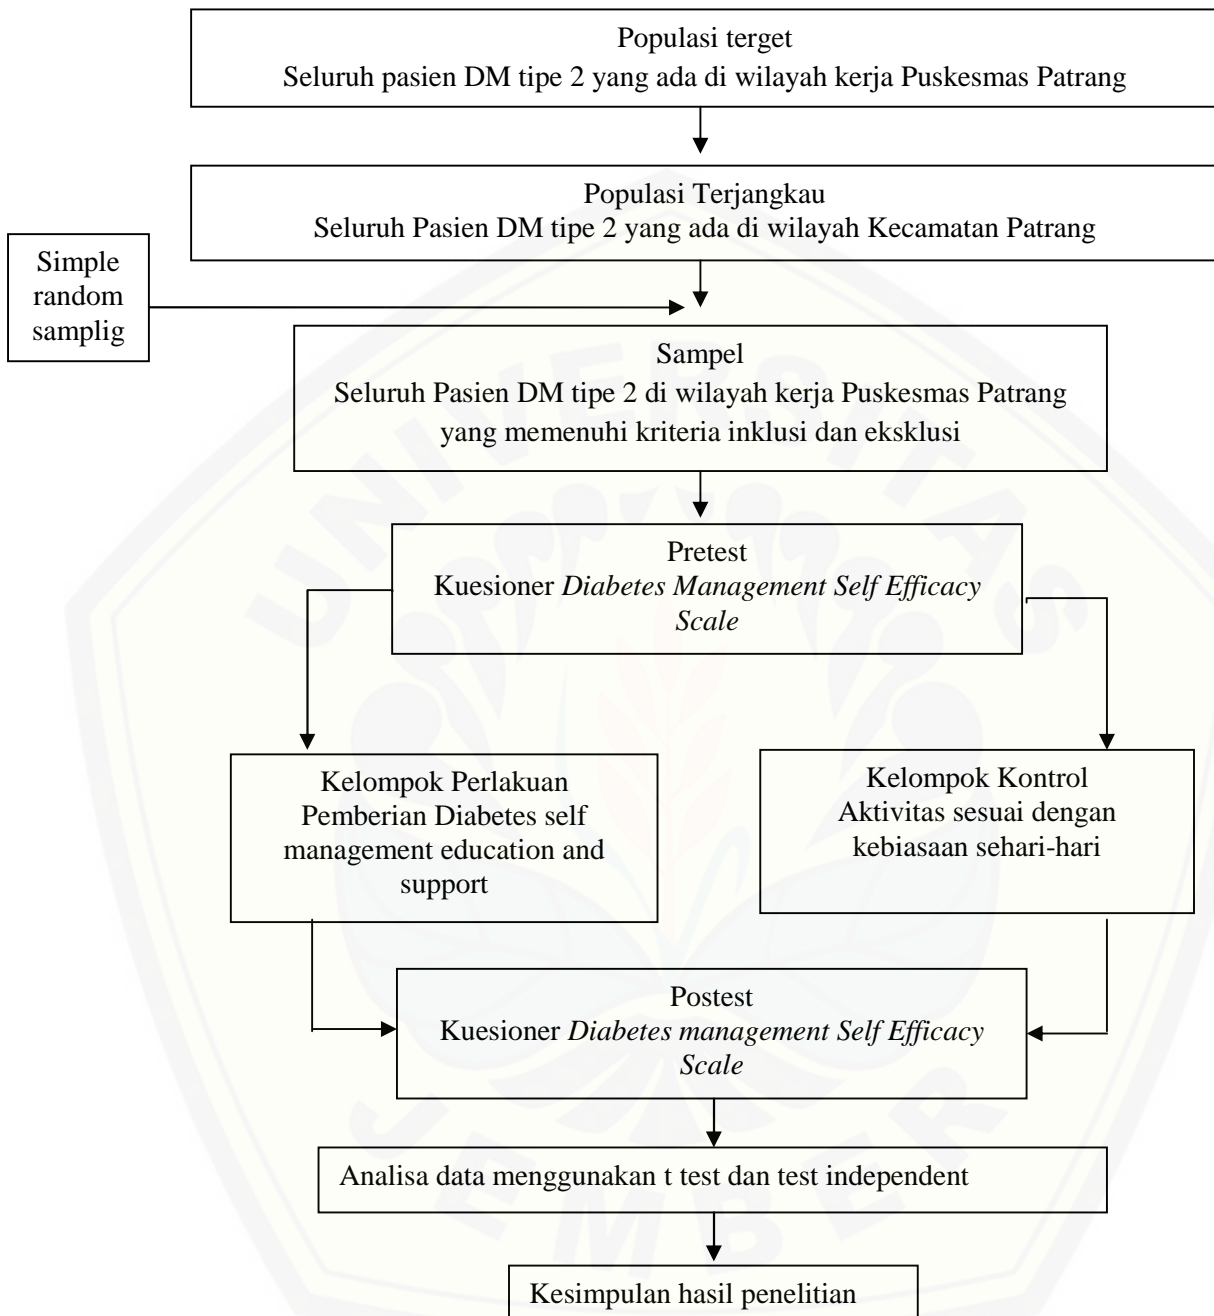 Populasi terget
Seluruh pasien DM tipe 2 yang ada di wilayah kerja Puskesmas Patrang
Populasi Terjangkau
Seluruh Pasien DM tipe 2 yang ada di wilayah Kecamatan Patrang
Simple
random
samplig
Sampel
Seluruh Pasien DM tipe 2 di wilayah kerja Puskesmas Patrang
yang memenuhi kriteria inklusi dan eksklusi
Pretest
Kuesioner Diabetes Management Self Efficacy
Scale
Kelompok Perlakuan
Pemberian Diabetes self
management education and
support
Kelompok Kontrol
Aktivitas sesuai dengan
kebiasaan sehari-hari
Postest
Kuesioner Diabetes management Self Efficacy
Scale
Analisa data menggunakan t test dan test independent
Kesimpulan hasil penelitian
UNIVERSITAS
JEMBER